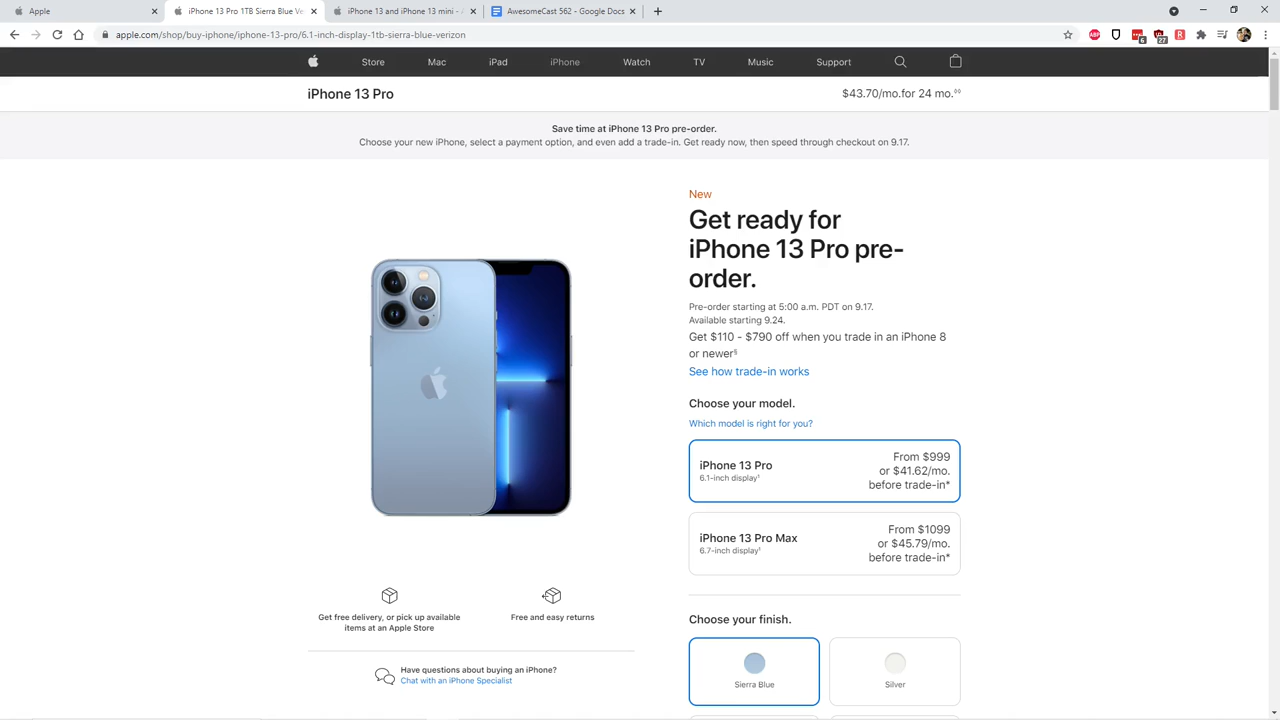 Apple
iPhone 13 Pro 1TB Sierra Blue Ve
iPhone 13 and iPhone 13 mini - A
AwesomeCast 562 - Google Docs
apple.com/shop/buy-iphone/iphone-13-pro/6.1-inch-display-1tb-sierra-blue-verizon
ABP
6
27
R
Store
Mac
iPad
iPhone
Watch
TV
Music
Support
iPhone 13 Pro
$43.70/mo.for 24 mo.◊◊
Save time at iPhone 13 Pro pre-order.
Choose your new iPhone, select a payment option, and even add a trade-in. Get ready now, then speed through checkout on 9.17.
New
Get ready for
iPhone 13 Pro pre-
order.
Pre-order starting at 5:00 a.m. PDT on 9.17.
Available starting 9.24.
Get $110 - $790 off when you trade in an iPhone 8
or newer§
See how trade-in works
Choose your model.
Which model is right for you?
iPhone 13 Pro
6.1-inch display¹
From $999
or $41.62/mo.
before trade-in*
iPhone 13 Pro Max
6.7-inch display¹
From $1099
or $45.79/mo.
before trade-in*
Get free delivery, or pick up available
items at an Apple Store
Free and easy returns
Choose your finish.
Sierra Blue
Silver
Have questions about buying an iPhone?
Chat with an iPhone Specialist